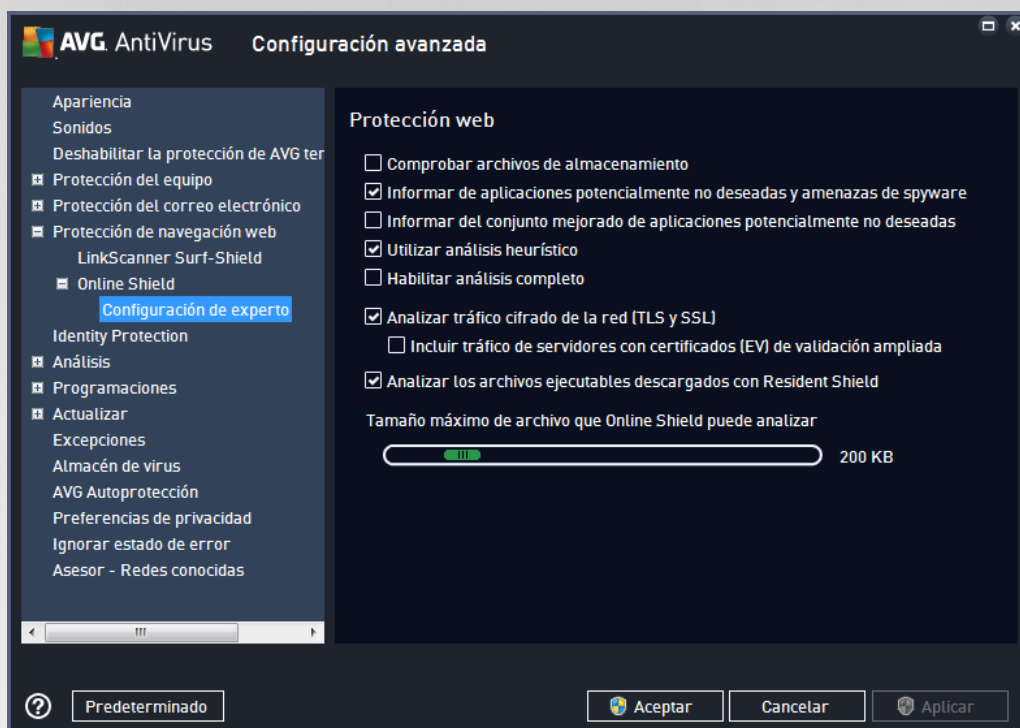 AVG. AntiVirus Configuración avanzada
Apariencia
Sonidos
Deshabilitar la protección de AVG ter
Protección del equipo
Protección del correo electrónico
Protección de navegación web
LinkScanner Surf-Shield
Online Shield
Configuración de experto
Identity Protection
Análisis
Programaciones
Actualizar
Excepciones
Almacén de virus
AVG Autoprotección
Preferencias de privacidad
Ignorar estado de error
Asesor - Redes conocidas
Protección web
Comprobar archivos de almacenamiento
Informar de aplicaciones potencialmente no deseadas y amenazas de spyware
Informar del conjunto mejorado de aplicaciones potencialmente no deseadas
Utilizar análisis heurístico
Habilitar análisis completo
Analizar tráfico cifrado de la red (TLS y SSL)
Incluir tráfico de servidores con certificados (EV) de validación ampliada
Analizar los archivos ejecutables descargados con Resident Shield
Tamaño máximo de archivo que Online Shield puede analizar
200 KB
? Predeterminado Aceptar Cancelar Aplicar